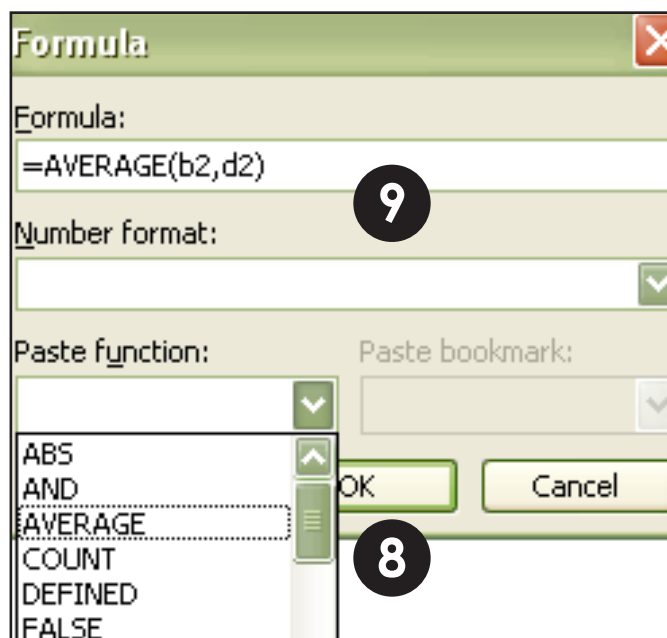 Formula
Formula:
=AVERAGE(b2,d2)
9
Number format:
Paste function:
Paste bookmark:
ABS
AND
OK
Cancel
AVERAGE
COUNT
8
DEFINED
FALSE